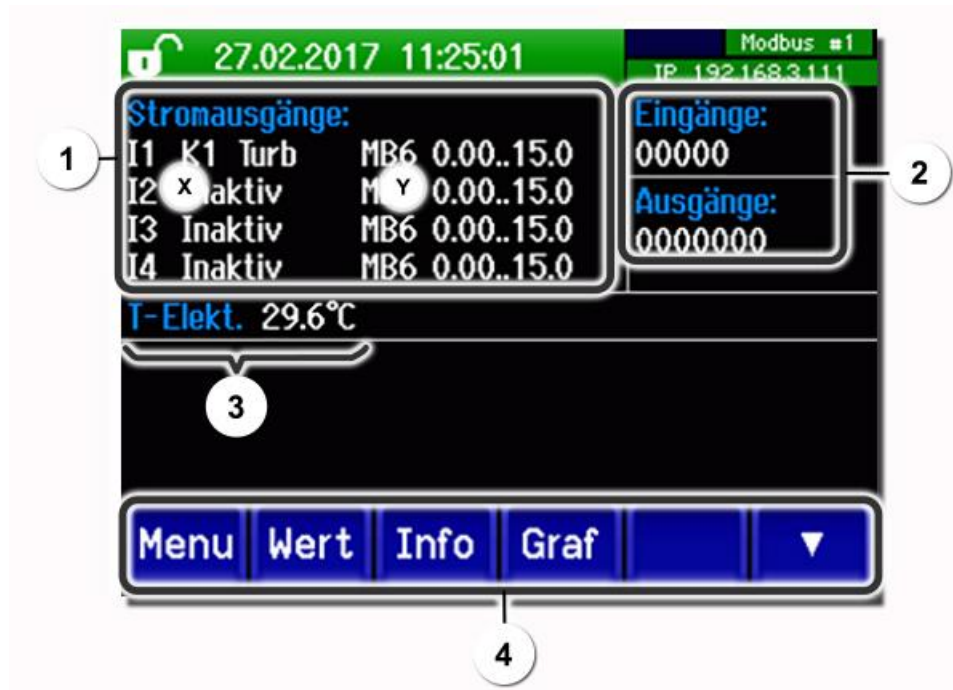 27.02.2017 11:25:01
Modbus #1
IP 192.168.3.111
Stromausgänge:
I1 K1 Turb MB6 0.00..15.0
I2 X aktiv M Y 0.00..15.0
I3 Inaktiv MB6 0.00..15.0
I4 Inaktiv MB6 0.00..15.0
Eingänge:
00000
Ausgänge:
0000000
T-Elekt. 29.6°C
1
2
3
Menu Wert Info Graf ▼
4